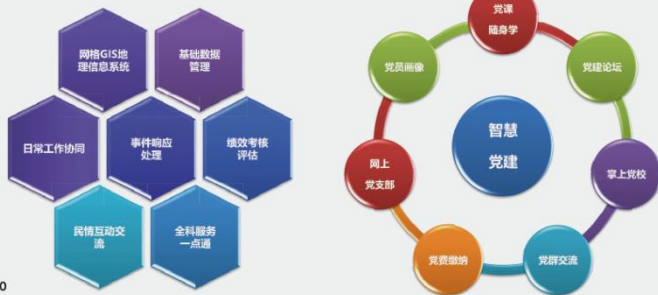 网格GIS地
理信息系统
基础数据
管理
日常工作协同
事件响应
处理
绩效考核
评估
民情互动交
流
全科服务
一点通
党课
随身学
党员画像
党建论坛
智慧
党建
网上
党支部
掌上党校
党费缴纳
党群交流
0